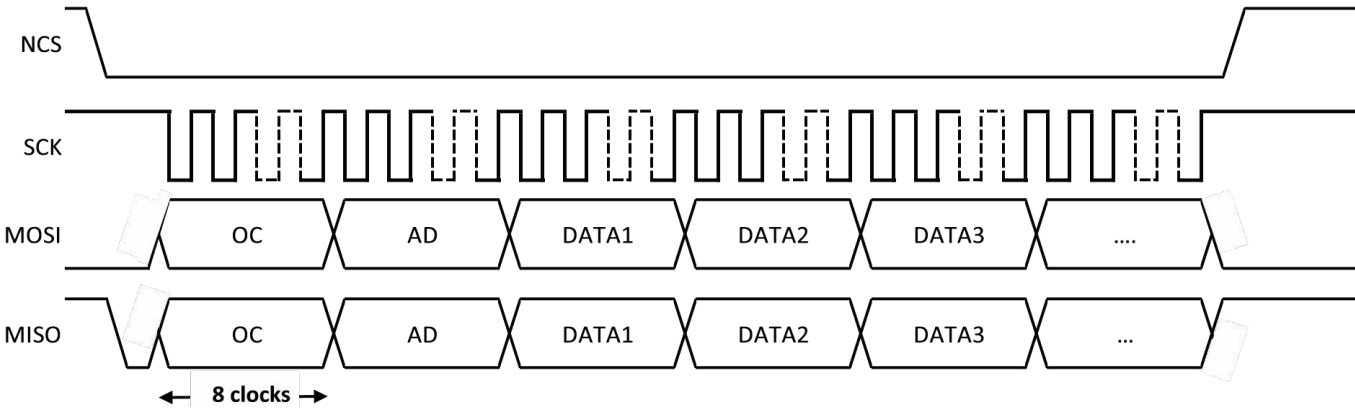 NCS
SCK
MOSI OC AD DATA1 DATA2 DATA3 ....
MISO OC AD DATA1 DATA2 DATA3 ...
8 clocks